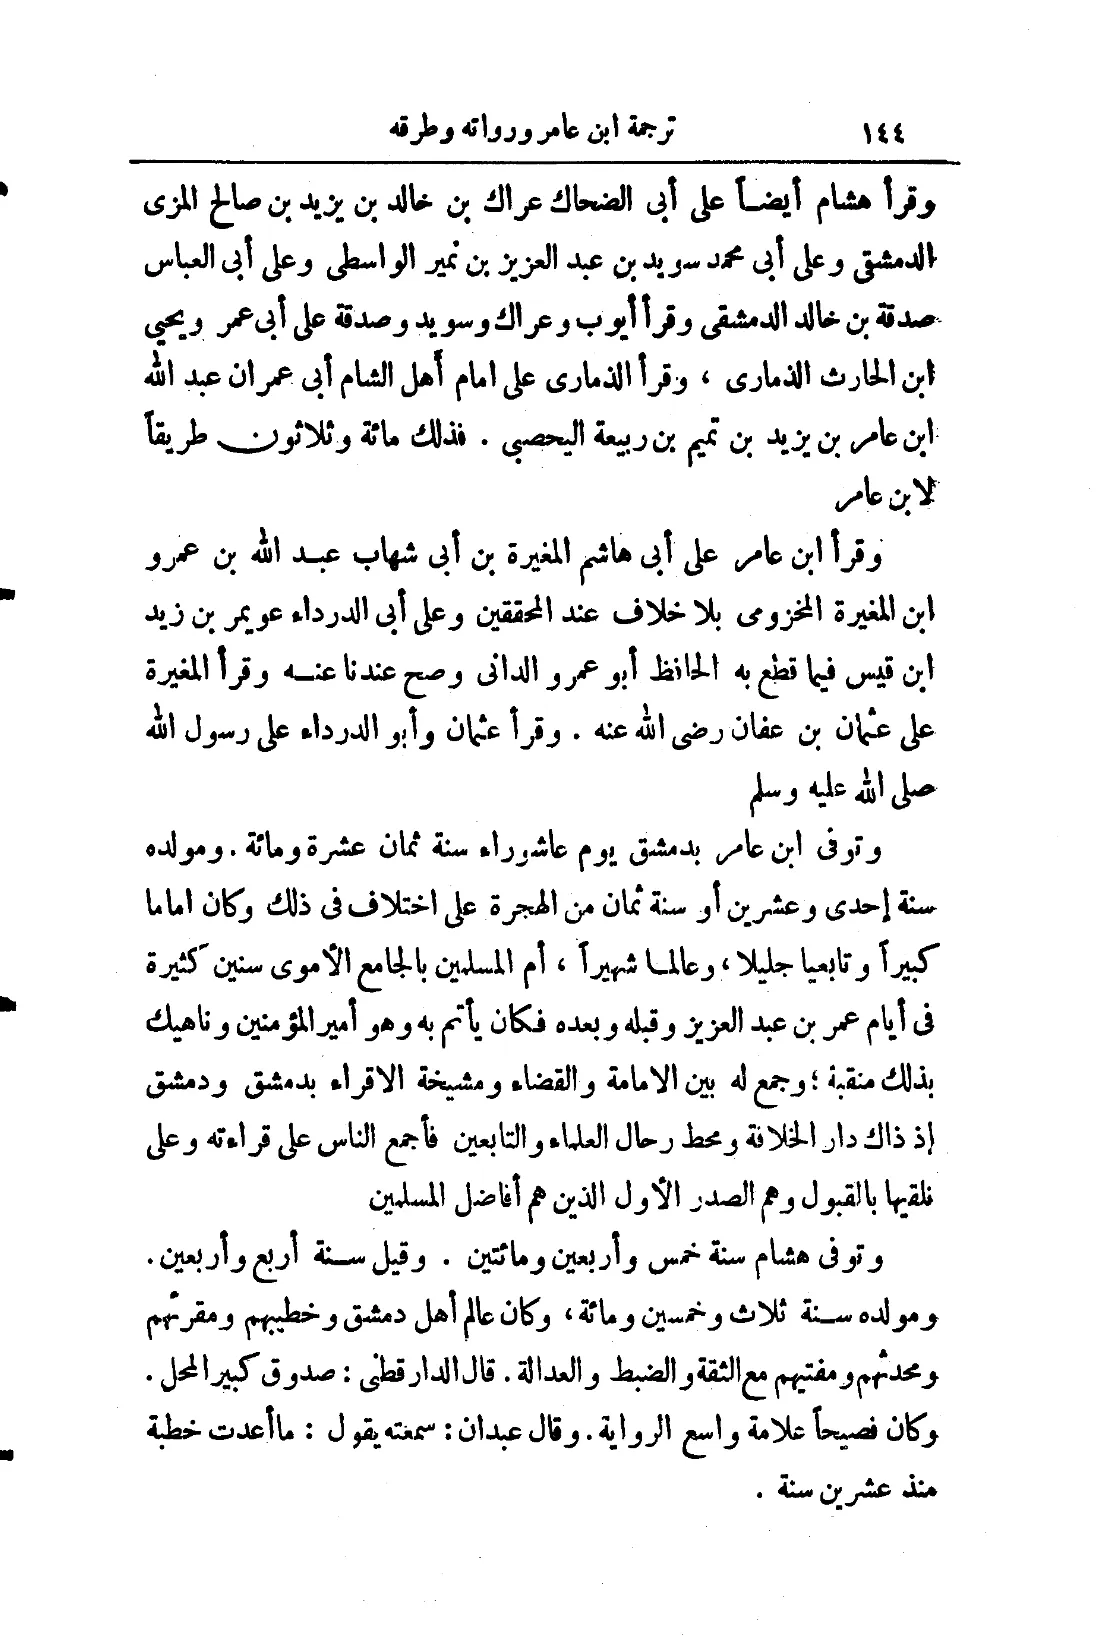 ١٤٤ ترجمة ابن عامر ورواته وطرقه
وقرأ هشام أيضاً على أبى الضحاك عراك بن خالد بن يزيد بن صالح المزى
الدمشقى وعلى أبى محمد سويد بن عبد العزيز بن نمير الواسطى وعلى أبى العباس
صدقة بن خالد الدمشقى وقرأ أيوب وعراك وسويد وصدقة على أبى عمر ويحيى
ابن الحارث الذمارى ، وقرأ الذمارى على امام أهل الشام أبى عمران عبد الله
ابن عامر بن يزيد بن تميم بن ربيعة اليحصبى . فذلك مائة وثلاثون طريقاً
لابن عامر
وقرأ ابن عامر على أبى هاشم المغيرة بن أبى شهاب عبد الله بن عمرو
ابن المغيرة المخزومى بلا خلاف عند المحققين وعلى أبى الدرداء عويمر بن زيد
ابن قيس فيما قطع به الحافظ أبو عمرو الدانى وصح عندنا عنه وقرأ المغيرة
على عثمان بن عفان رضى الله عنه . وقرأ عثمان وأبو الدرداء على رسول الله
صلى الله عليه وسلم
وتوفى ابن عامر بدمشق يوم عاشوراء سنة ثمان عشرة ومائة . ومولده
سنة إحدى وعشرين أو سنة ثمان من الهجرة على اختلاف فى ذلك وكان اماما
كبيراً وتابعيا جليلا ، وعالما شهيراً ، أم المسلمين بالجامع الأموى سنين كثيرة
فى أيام عمر بن عبد العزيز وقبله وبعده فكان يأتم به وهو أمير المؤمنين وناهيك
بذلك منقبة ؛ وجمع له بين الامامة والقضاء ومشيخة الاقراء بدمشق ودمشق
إذ ذاك دار الخلافة ومحط رحال العلماء والتابعين فأجمع الناس على قراءته وعلى
تلقيها بالقبول وهم الصدر الأول الذين هم أفاضل المسلمين
وتوفى هشام سنة خمس وأربعين ومائتين . وقيل سنة أربع وأربعين .
ومولده سنة ثلاث وخمسين ومائة ، وكان عالم أهل دمشق وخطيبهم ومقرئهم
ومحدثهم ومفتيهم مع الثقة والضبط والعدالة . قال الدارقطنى : صدوق كبير المحل .
وكان فصيحاً علامة واسع الرواية . وقال عبدان : سمعته يقول : ما أعدت خطبة
منذ عشرين سنة .